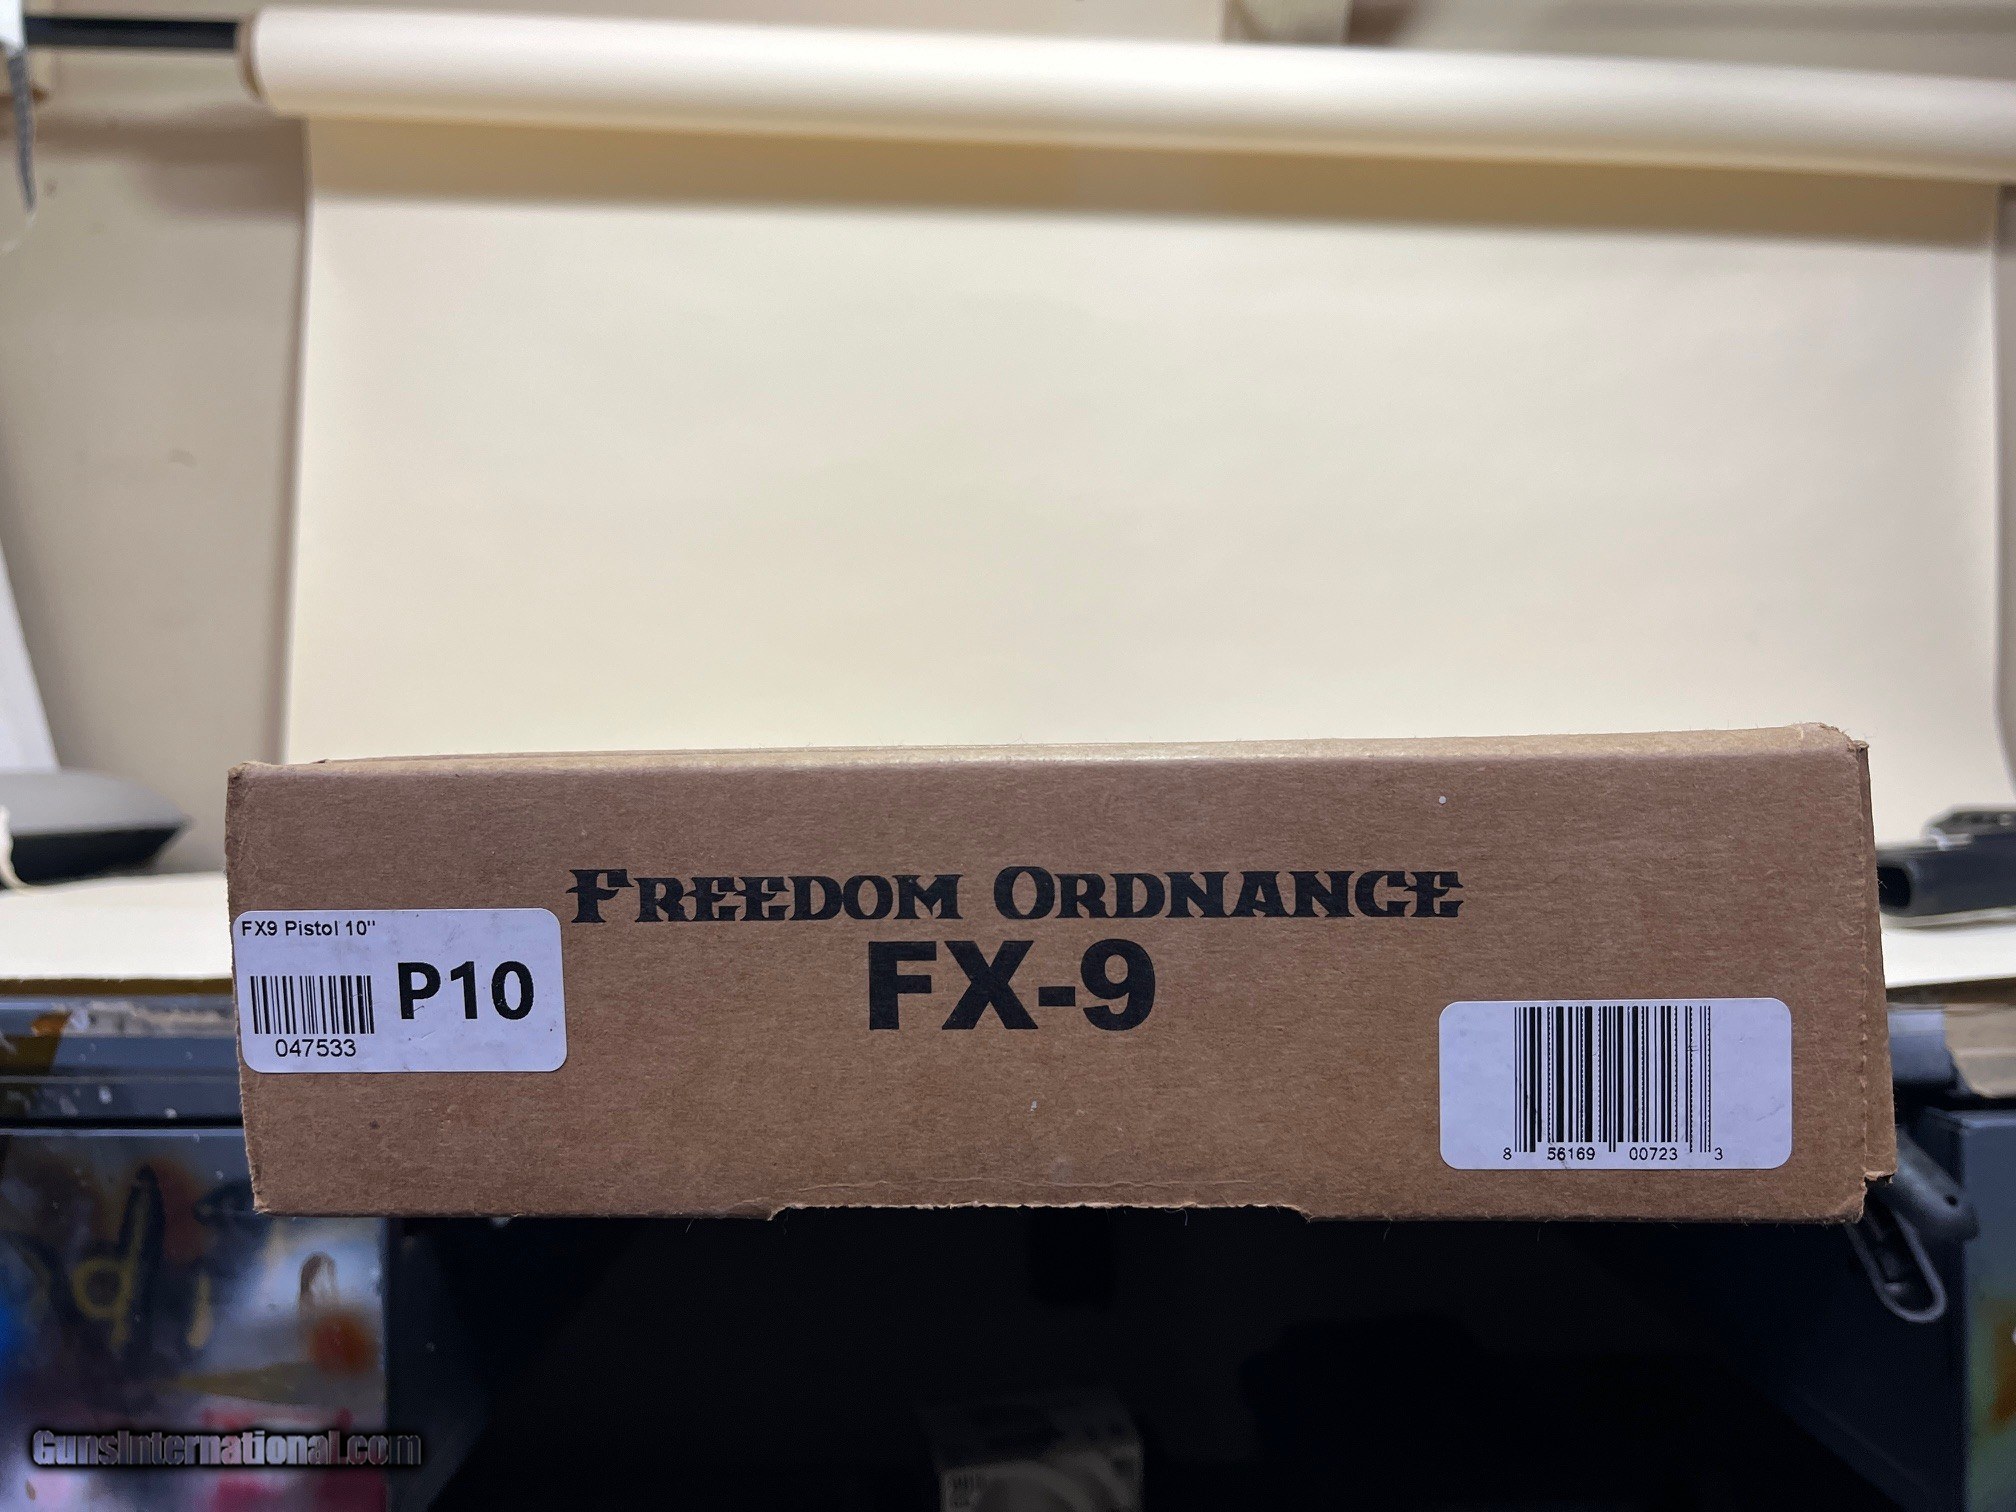 FREEDOM ORDNANCE
FX-9
FX9 Pistol 10"
P10
047533
8 56169 00723 3
GunsInternational.com